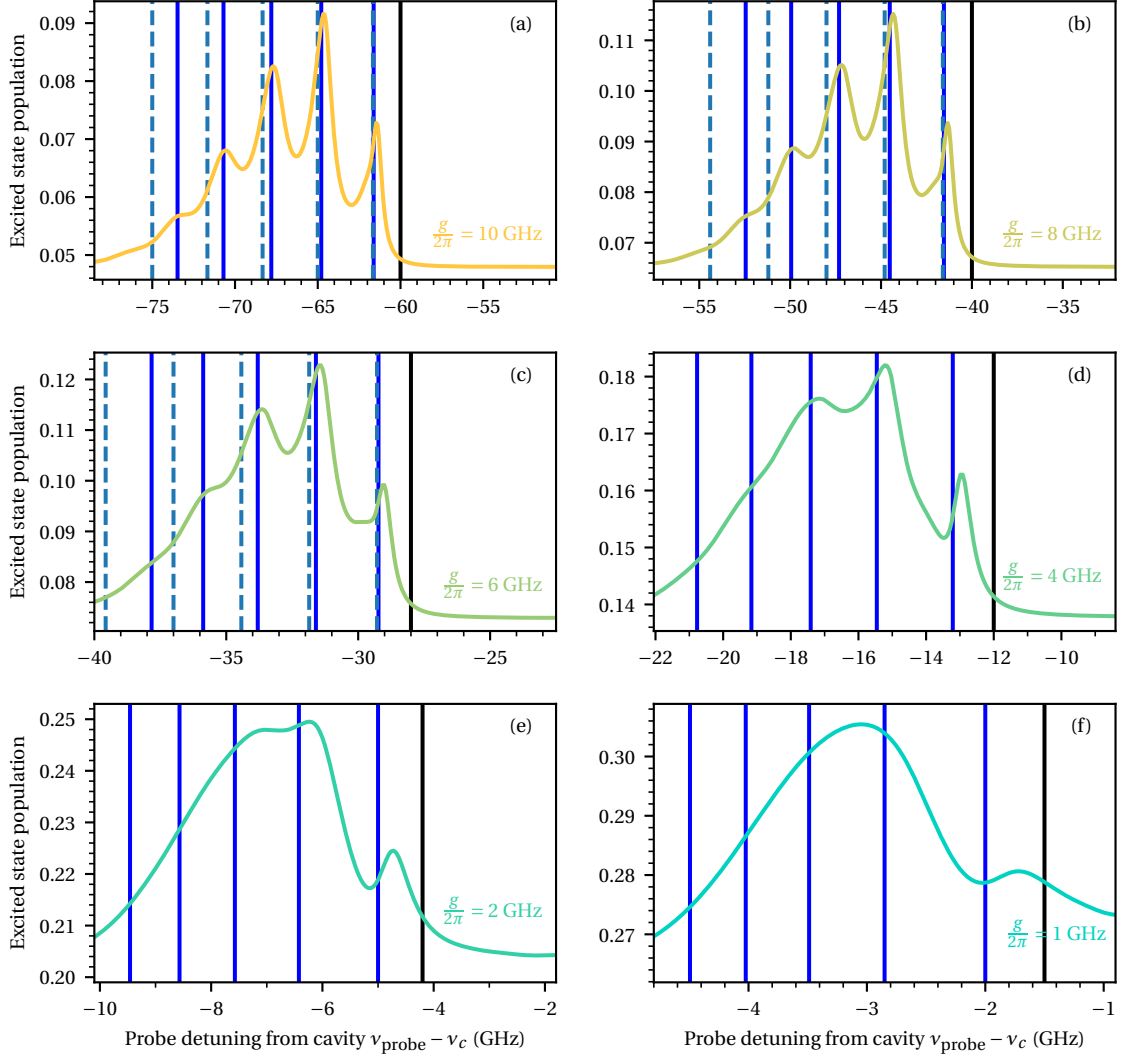 0.09
0.08
0.07
0.06
0.05
Excited state population
(a)
g/2π = 10 GHz
−75 −70 −65 −60 −55
0.11
0.10
0.09
0.08
0.07
(b)
g/2π = 8 GHz
−55 −50 −45 −40 −35
0.12
0.11
0.10
0.09
0.08
Excited state population
(c)
g/2π = 6 GHz
−40 −35 −30 −25
0.18
0.17
0.16
0.15
0.14
(d)
g/2π = 4 GHz
−22 −20 −18 −16 −14 −12 −10
0.25
0.24
0.23
0.22
0.21
0.20
Excited state population
(e)
g/2π = 2 GHz
−10 −8 −6 −4 −2
Probe detuning from cavity νprobe − νc (GHz)
0.30
0.29
0.28
0.27
(f)
g/2π = 1 GHz
−4 −3 −2 −1
Probe detuning from cavity νprobe − νc (GHz)